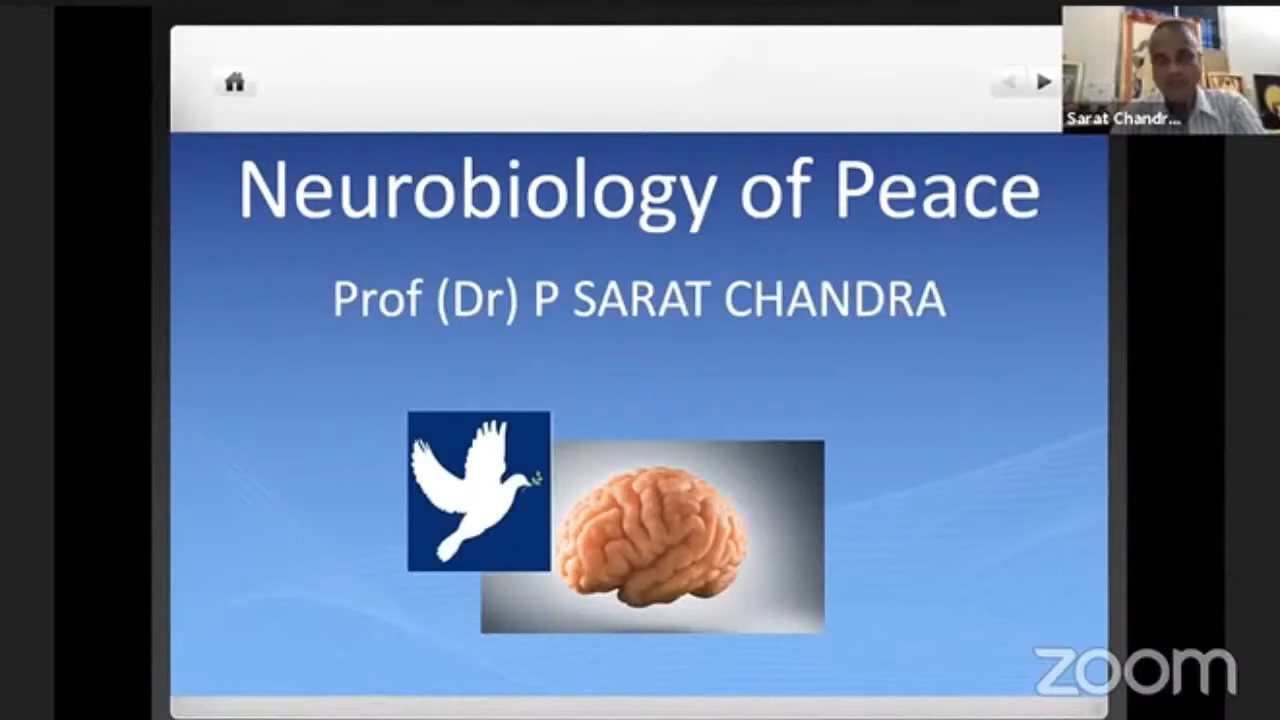 Sarat Chandr...
Neurobiology of Peace
Prof (Dr) P SARAT CHANDRA
zoom